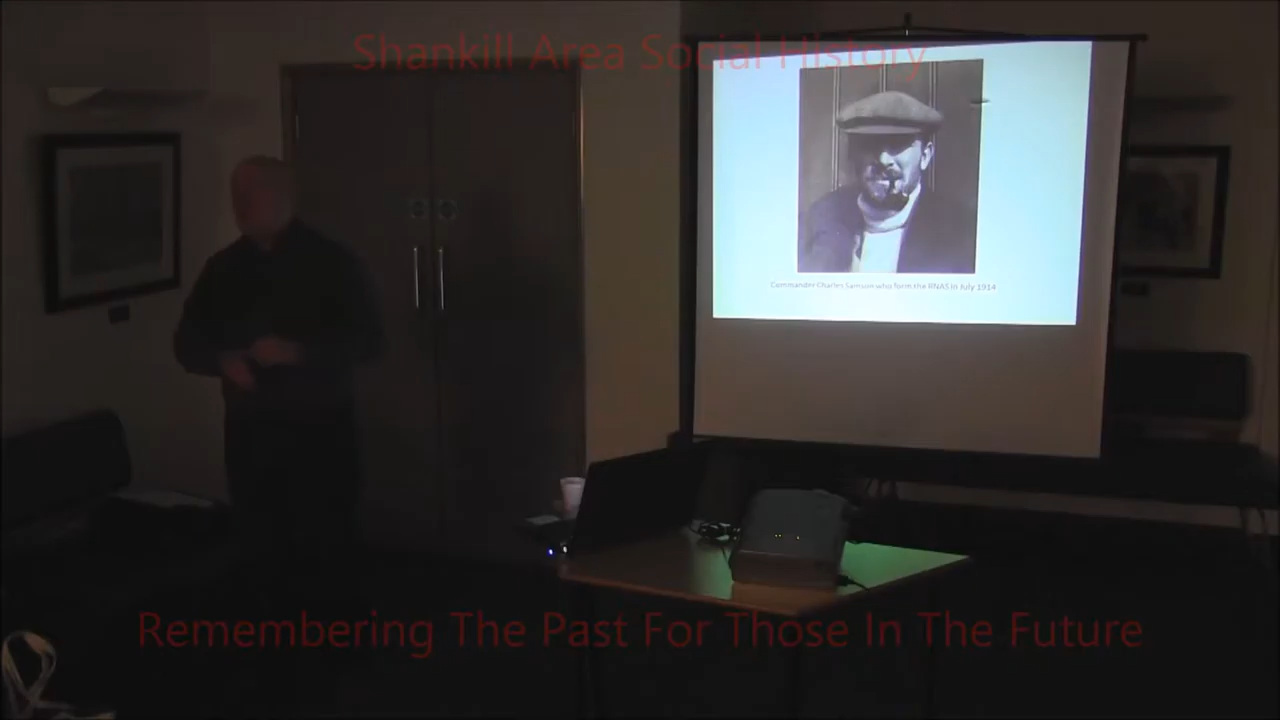 Shankill Area Social History
Commander Charles Samson who form the RNAS in July 1914
Remembering The Past For Those In The Future